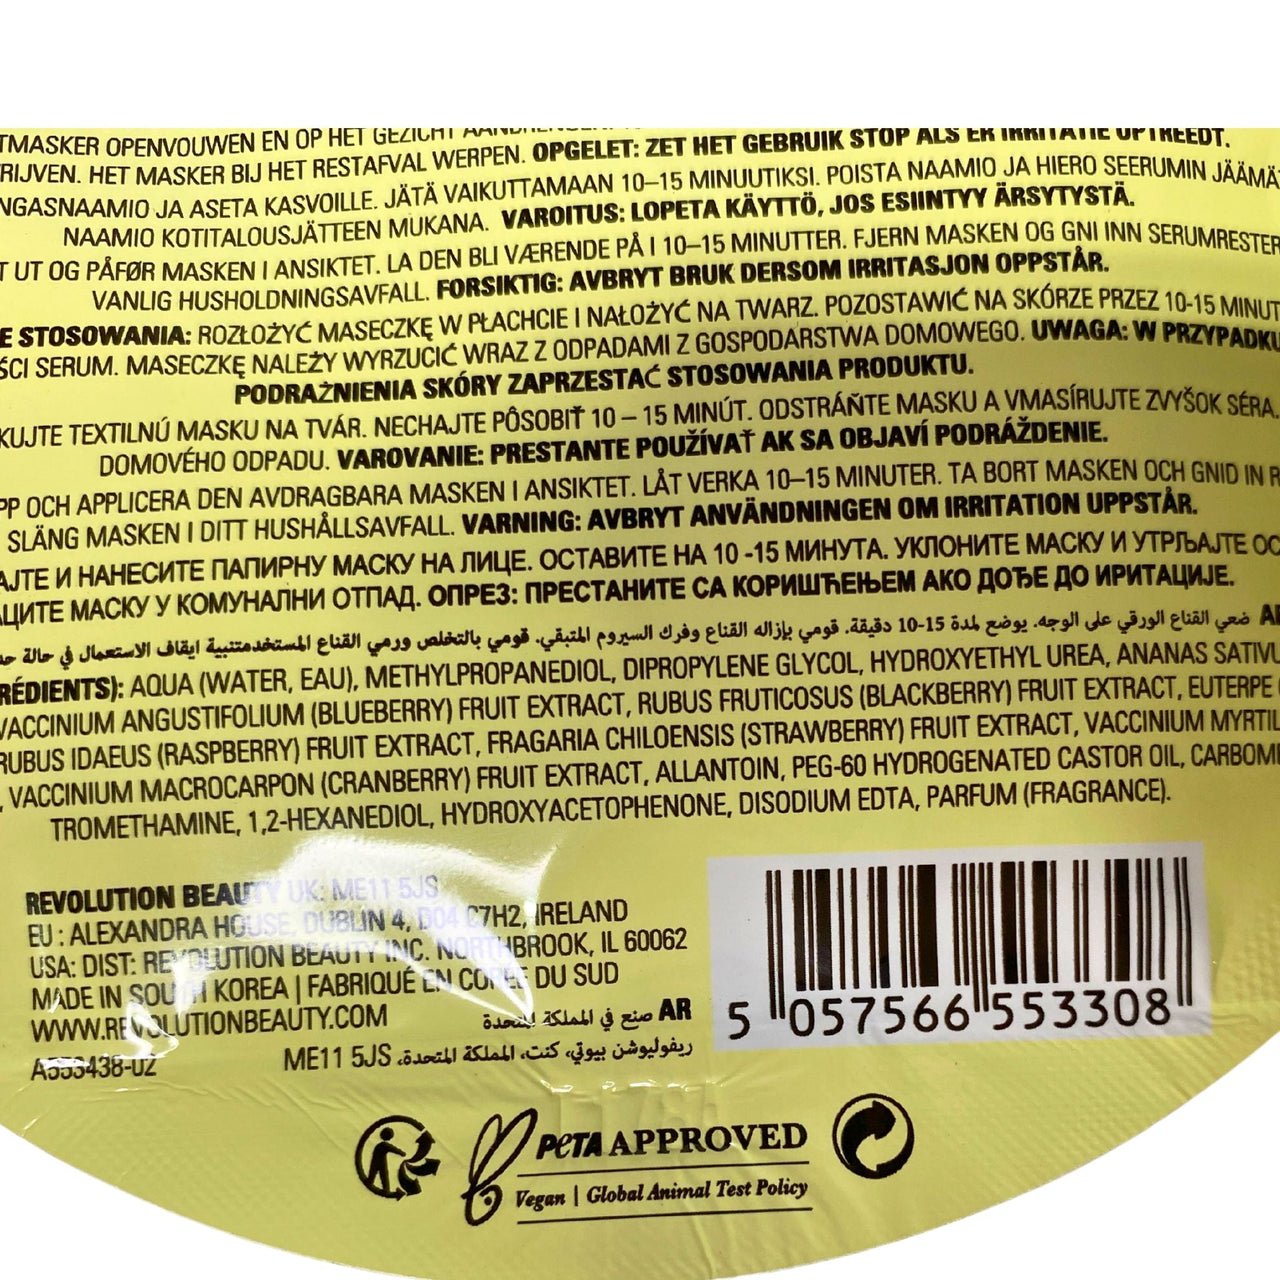 TMASKER OPENVOUWEN EN OP HET GEZICHT ZET HET GEBRUIK STOP ALS ER IRRITATIE OPTREEDT.
RIJVEN. HET MASKER BIJ HET RESTAFVAL WERPEN. OPGELET:
NGASNAAMIO JA ASETA KASVOILLE. JÄTÄ VAIKUTTAMAAN 10–15 MINUUTIKSI. POISTA NAAMIO JA HIERO SEERUMIN JÄÄMÄ
NAAMIO KOTITALOUSJÄTTEEN MUKANA. VAROITUS: LOPETA KÄYTTÖ, JOS ESIINTYY ÄRSYTYSTÄ.
T UT OG PÅFØR MASKEN I ANSIKTET. LA DEN BLI VÆRENDE PÅ I 10–15 MINUTTER. FJERN MASKEN OG GNI INN SERUMRESTER
VANLIG HUSHOLDNINGSAVFALL. FORSIKTIG: AVBRYT BRUK DERSOM IRRITASJON OPPSTÅR.
E STOSOWANIA: ROZŁOŻYĆ MASECZKĘ W PŁACHCIE I NAŁOŻYĆ NA TWARZ. POZOSTAWIĆ NA SKÓRZE PRZEZ 10-15 MINUT
ŚCI SERUM. MASECZKĘ NALEŻY WYRZUCIĆ WRAZ Z ODPADAMI Z GOSPODARSTWA DOMOWEGO. UWAGA: W PRZYPADKU
PODRAŻNIENIA SKÓRY ZAPRZESTAĆ STOSOWANIA PRODUKTU.
KUJTE TEXTILNÚ MASKU NA TVÁR. NECHAJTE PÔSOBIŤ 10 – 15 MINÚT. ODSTRÁŇTE MASKU A VMASÍRUJTE ZVYŠOK SÉRA.
DOMOVÉHO ODPADU. VAROVANIE: PRESTANTE POUŽÍVAŤ AK SA OBJAVÍ PODRÁŽDENIE.
PP OCH APPLICERA DEN AVDRAGBARA MASKEN I ANSIKTET. LÅT VERKA 10–15 MINUTER. TA BORT MASKEN OCH GNID IN R
SLÄNG MASKEN I DITT HUSHÅLLSAVFALL. VARNING: AVBRYT ANVÄNDNINGEN OM IRRITATION UPPSTÅR.
АЈТЕ И НАНЕСИТЕ ПАПИРНУ МАСКУ НА ЛИЦЕ. ОСТАВИТЕ НА 10 -15 МИНУТА. УКЛОНИТЕ МАСКУ И УТРЉАЈТЕ ОС
АЦИТЕ МАСКУ У КОМУНАЛНИ ОТПАД. ОПРЕЗ: ПРЕСТАНИТЕ СА КОРИШЋЕЊЕМ АКО ДОЂЕ ДО ИРИТАЦИЈЕ.
AR ضعي القناع الورقي على الوجه. يوضع لمدة 15-10 دقيقة. قومي بإزاله القناع وفرك السيروم المتبقي. قومي بالتخلص ورمي القناع المستخدمتنبية ايقاف الاستعمال في حالة حد
RÉDIENTS): AQUA (WATER, EAU), METHYLPROPANEDIOL, DIPROPYLENE GLYCOL, HYDROXYETHYL UREA, ANANAS SATIVU
VACCINIUM ANGUSTIFOLIUM (BLUEBERRY) FRUIT EXTRACT, RUBUS FRUTICOSUS (BLACKBERRY) FRUIT EXTRACT, EUTERPE
RUBUS IDAEUS (RASPBERRY) FRUIT EXTRACT, FRAGARIA CHILOENSIS (STRAWBERRY) FRUIT EXTRACT, VACCINIUM MYRTIL
, VACCINIUM MACROCARPON (CRANBERRY) FRUIT EXTRACT, ALLANTOIN, PEG-60 HYDROGENATED CASTOR OIL, CARBOM
TROMETHAMINE, 1,2-HEXANEDIOL, HYDROXYACETOPHENONE, DISODIUM EDTA, PARFUM (FRAGRANCE).
REVOLUTION BEAUTY UK: ME11 5JS
EU : ALEXANDRA HOUSE, DUBLIN 4, D04 C7H2, IRELAND
USA: DIST: REVOLUTION BEAUTY INC. NORTHBROOK, IL 60062
MADE IN SOUTH KOREA | FABRIQUÉ EN CORÉE DU SUD
WWW.REVOLUTIONBEAUTY.COM
AR صنع في المملكة المتحدة
ريفوليوشن بيوتي، كنت، المملكة المتحدة، ME11 5JS
A553438-02
5 057566 553308
PETA APPROVED
Vegan | Global Animal Test Policy